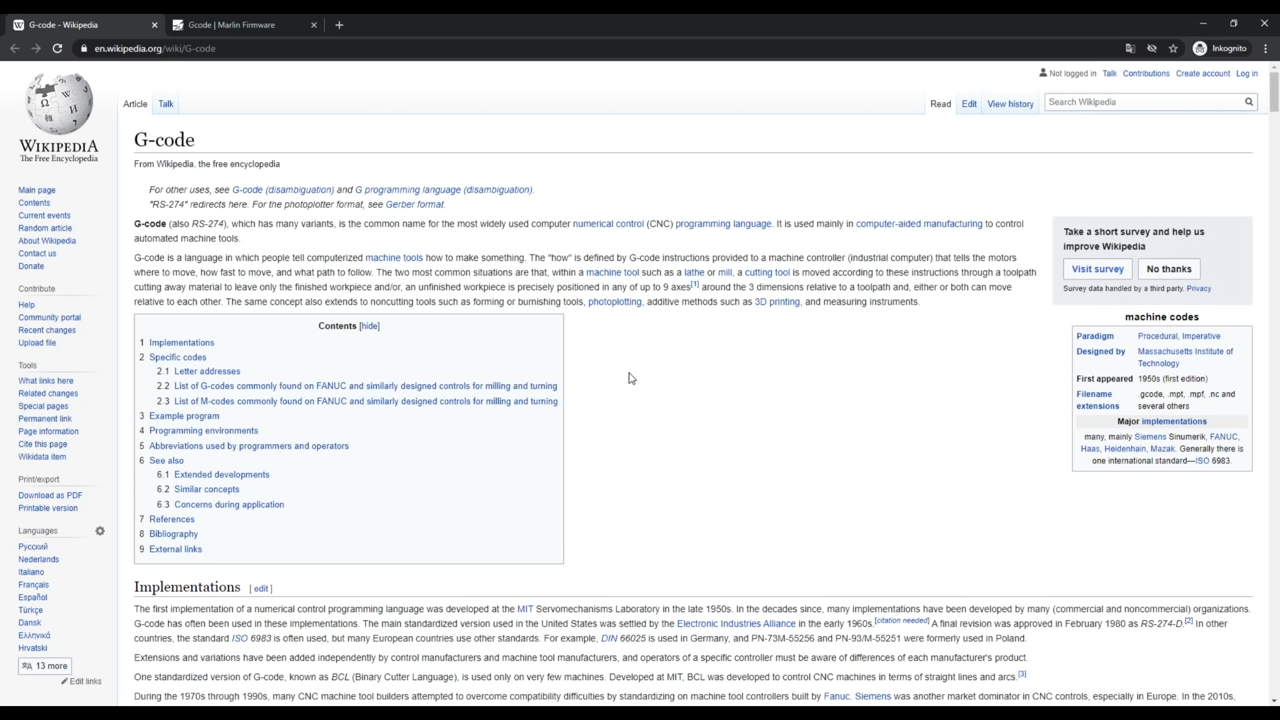 G-code - Wikipedia
Gcode | Marlin Firmware
en.wikipedia.org/wiki/G-code
Inkognito
Not logged in Talk Contributions Create account Log in
Article Talk
Read Edit View history
Search Wikipedia
WIKIPEDIA
The Free Encyclopedia
Main page
Contents
Current events
Random article
About Wikipedia
Contact us
Donate
Contribute
Help
Community portal
Recent changes
Upload file
Tools
What links here
Related changes
Special pages
Permanent link
Page information
Cite this page
Wikidata item
Print/export
Download as PDF
Printable version
Languages
Русский
Nederlands
Italiano
Français
Español
Türkçe
Dansk
Ελληνικά
Hrvatski
13 more
Edit links
G-code
From Wikipedia, the free encyclopedia
For other uses, see G-code (disambiguation) and G programming language (disambiguation).
"RS-274" redirects here. For the photoplotter format, see Gerber format.
G-code (also RS-274), which has many variants, is the common name for the most widely used computer numerical control (CNC) programming language. It is used mainly in computer-aided manufacturing to control
automated machine tools.
G-code is a language in which people tell computerized machine tools how to make something. The "how" is defined by G-code instructions provided to a machine controller (industrial computer) that tells the motors
where to move, how fast to move, and what path to follow. The two most common situations are that, within a machine tool such as a lathe or mill, a cutting tool is moved according to these instructions through a toolpath
cutting away material to leave only the finished workpiece and/or, an unfinished workpiece is precisely positioned in any of up to 9 axes[1] around the 3 dimensions relative to a toolpath and, either or both can move
relative to each other. The same concept also extends to noncutting tools such as forming or burnishing tools, photoplotting, additive methods such as 3D printing, and measuring instruments.
Contents [hide]
1 Implementations
2 Specific codes
2.1 Letter addresses
2.2 List of G-codes commonly found on FANUC and similarly designed controls for milling and turning
2.3 List of M-codes commonly found on FANUC and similarly designed controls for milling and turning
3 Example program
4 Programming environments
5 Abbreviations used by programmers and operators
6 See also
6.1 Extended developments
6.2 Similar concepts
6.3 Concerns during application
7 References
8 Bibliography
9 External links
Take a short survey and help us
improve Wikipedia
Visit survey No thanks
Survey data handled by a third party. Privacy
machine codes
Paradigm Procedural, Imperative
Designed by Massachusetts Institute of
Technology
First appeared 1950s (first edition)
Filename .gcode, .mpt, .mpf, .nc and
extensions several others
Major implementations
many, mainly Siemens Sinumerik, FANUC,
Haas, Heidenhain, Mazak. Generally there is
one international standard—ISO 6983.
Implementations [ edit ]
The first implementation of a numerical control programming language was developed at the MIT Servomechanisms Laboratory in the late 1950s. In the decades since, many implementations have been developed by many (commercial and noncommercial) organizations.
G-code has often been used in these implementations. The main standardized version used in the United States was settled by the Electronic Industries Alliance in the early 1960s.[citation needed] A final revision was approved in February 1980 as RS-274-D.[2] In other
countries, the standard ISO 6983 is often used, but many European countries use other standards. For example, DIN 66025 is used in Germany, and PN-73M-55256 and PN-93/M-55251 were formerly used in Poland.
Extensions and variations have been added independently by control manufacturers and machine tool manufacturers, and operators of a specific controller must be aware of differences of each manufacturer's product.
One standardized version of G-code, known as BCL (Binary Cutter Language), is used only on very few machines. Developed at MIT, BCL was developed to control CNC machines in terms of straight lines and arcs.[3]
During the 1970s through 1990s, many CNC machine tool builders attempted to overcome compatibility difficulties by standardizing on machine tool controllers built by Fanuc. Siemens was another market dominator in CNC controls, especially in Europe. In the 2010s,